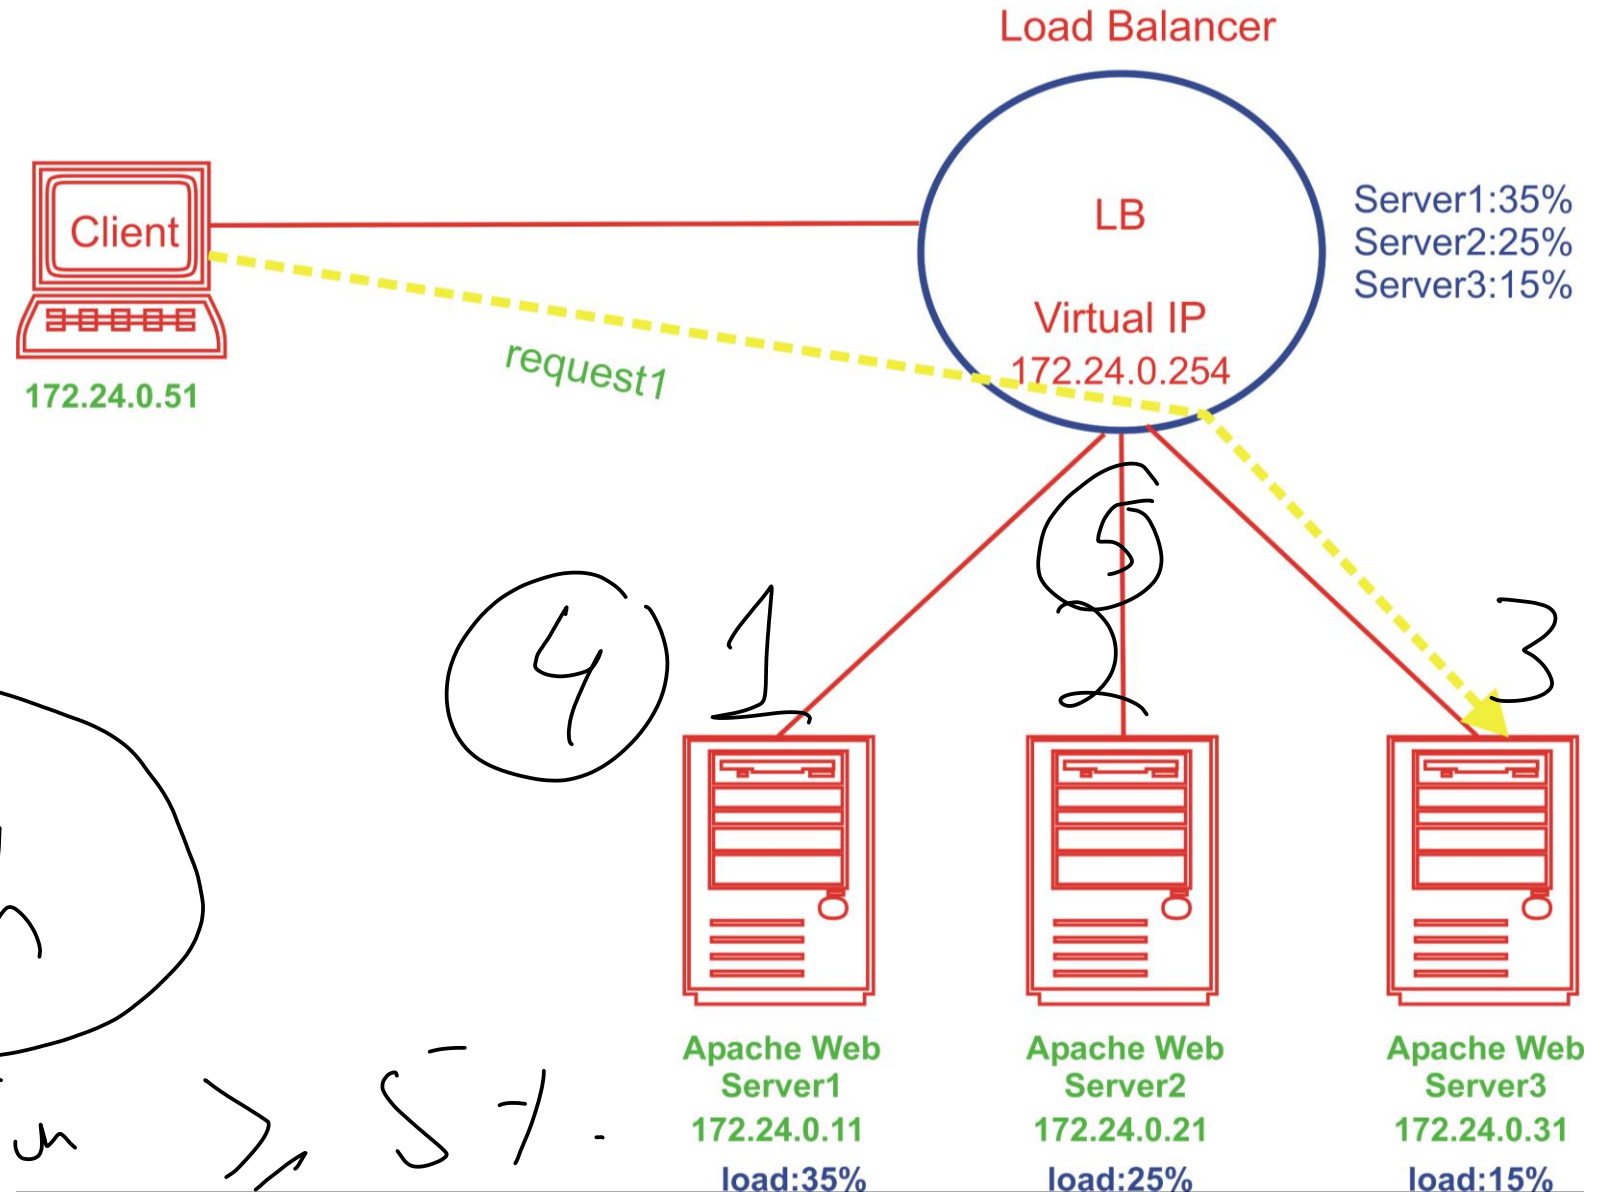 Load Balancer
Client
172.24.0.51
request1
LB
Virtual IP
172.24.0.254
Server1:35%
Server2:25%
Server3:15%
5
4
1
2
3
Apache Web
Server1
172.24.0.11
load:35%
Apache Web
Server2
172.24.0.21
load:25%
Apache Web
Server3
172.24.0.31
load:15%